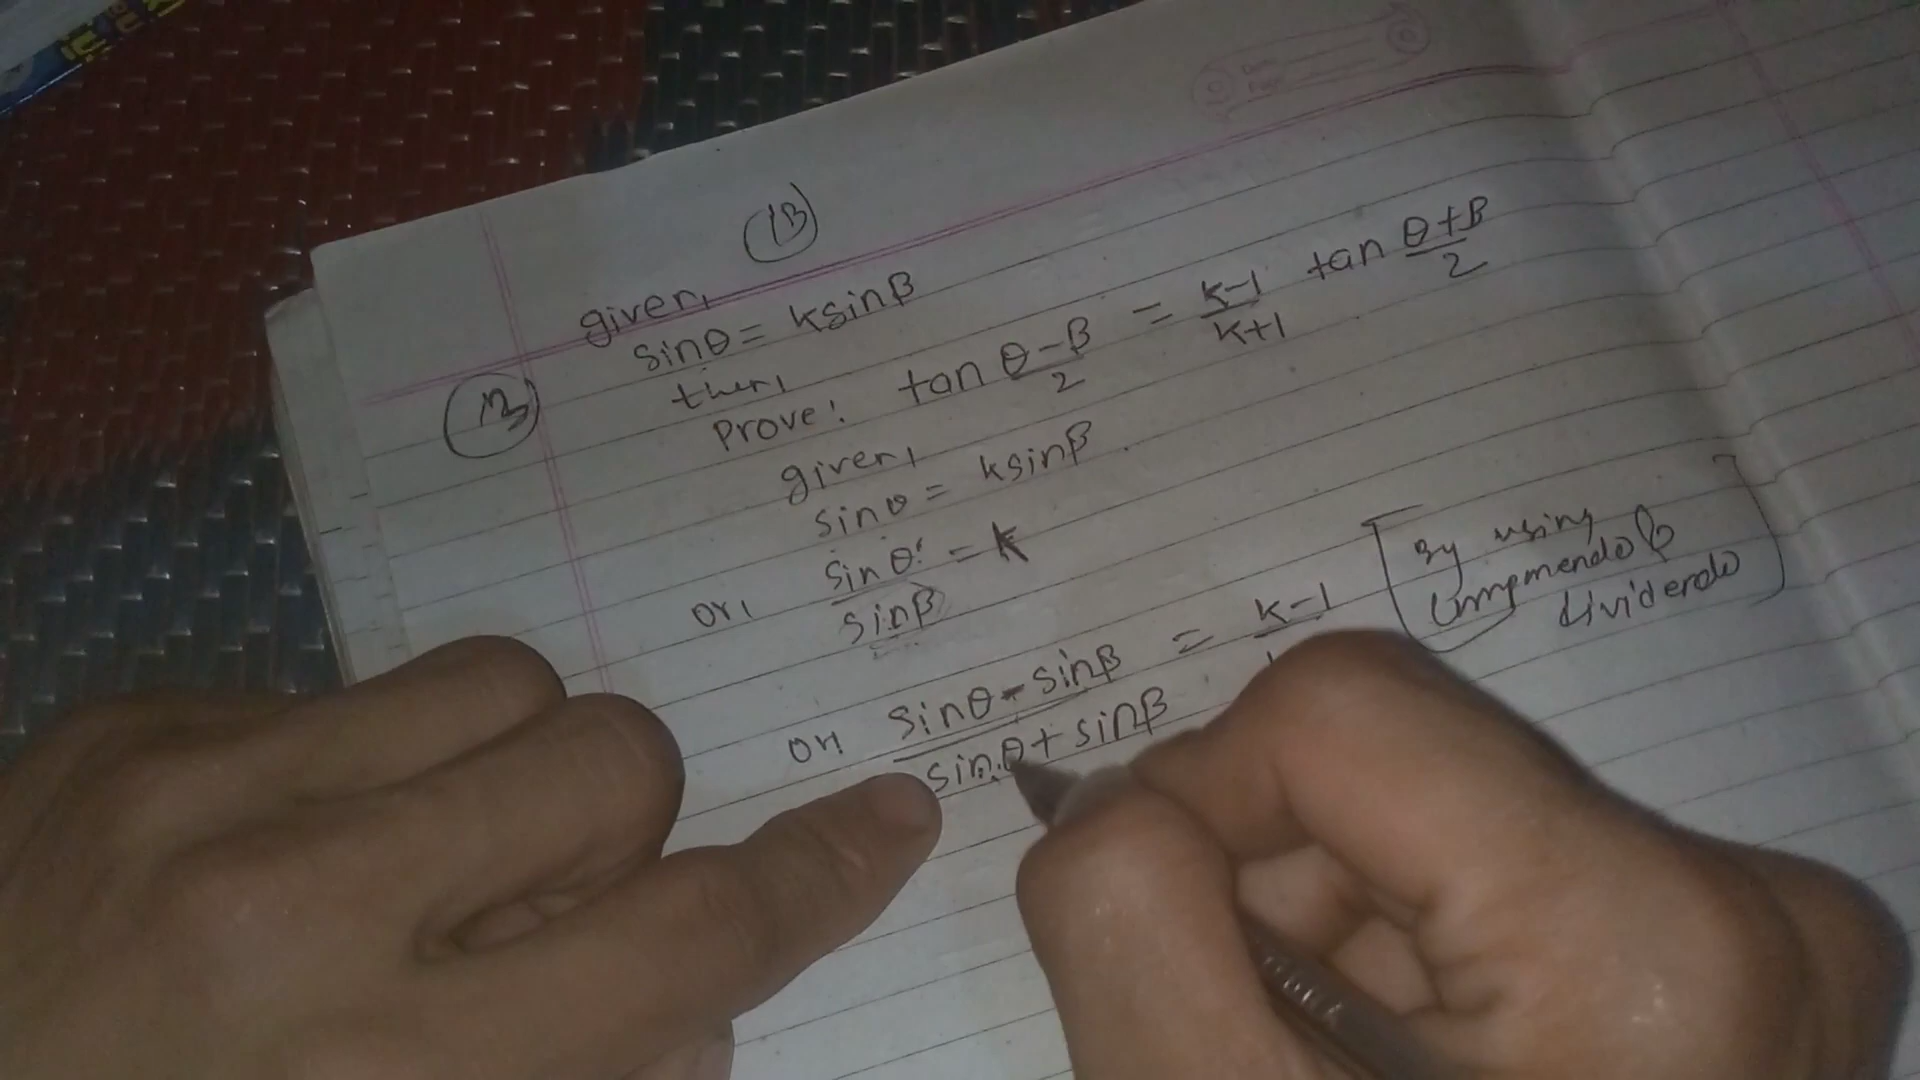 13
given,
sinθ = ksinβ
13
then,
Prove: tan θ-β/2 = k-1/k+1 tan θ+β/2
given,
sinθ = ksinβ
or, sinθ/sinβ = k
or, sinθ - sinβ/sinθ + sinβ = k-1
[By using
dividendo]